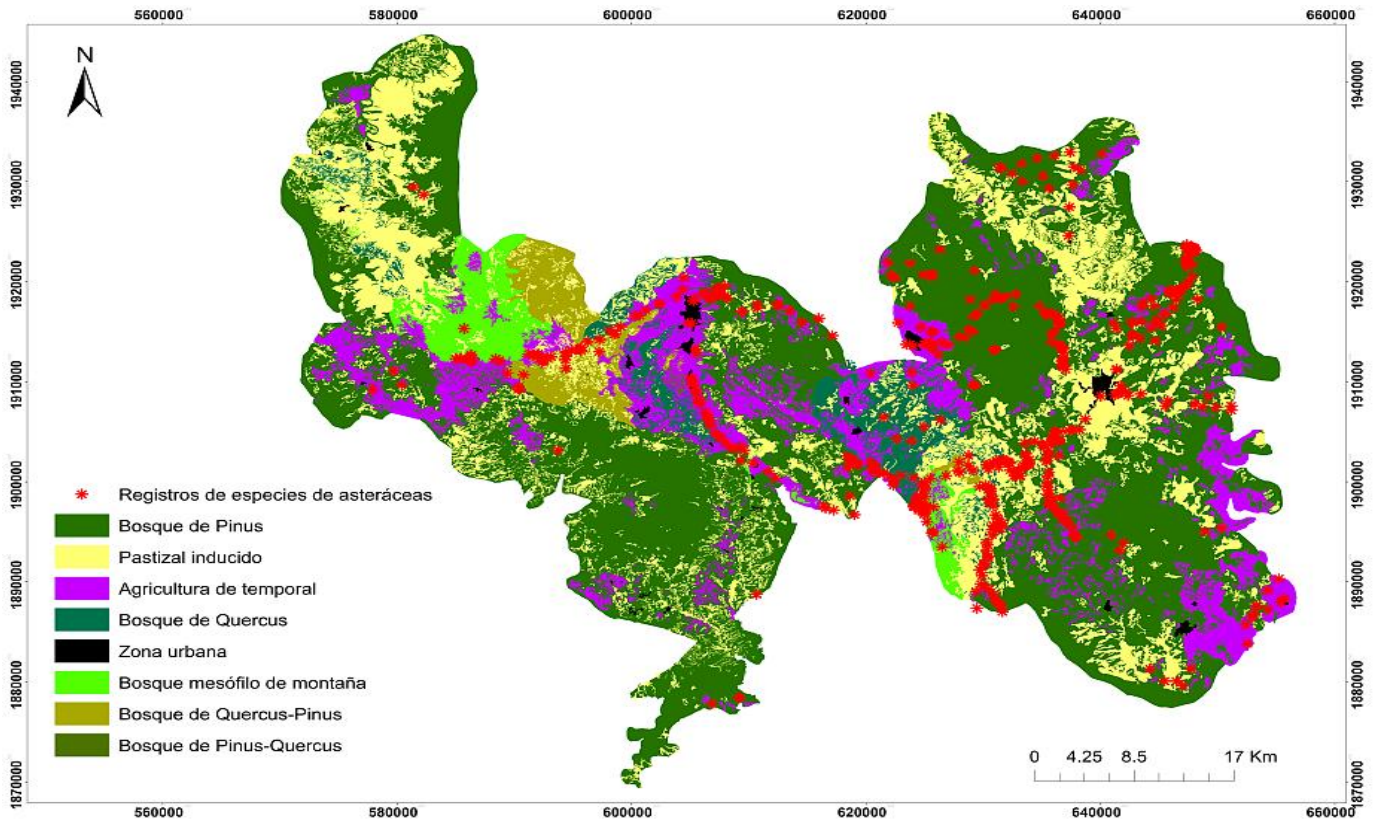 560000 580000 600000 620000 640000 660000
N
1940000 1940000
1930000 1930000
1920000 1920000
1910000 1910000
1900000 1900000
1890000 1890000
1880000 1880000
1870000 1870000
Registros de especies de asteráceas
Bosque de Pinus
Pastizal inducido
Agricultura de temporal
Bosque de Quercus
Zona urbana
Bosque mesófilo de montaña
Bosque de Quercus-Pinus
Bosque de Pinus-Quercus
0 4.25 8.5 17 Km
560000 580000 600000 620000 640000 660000